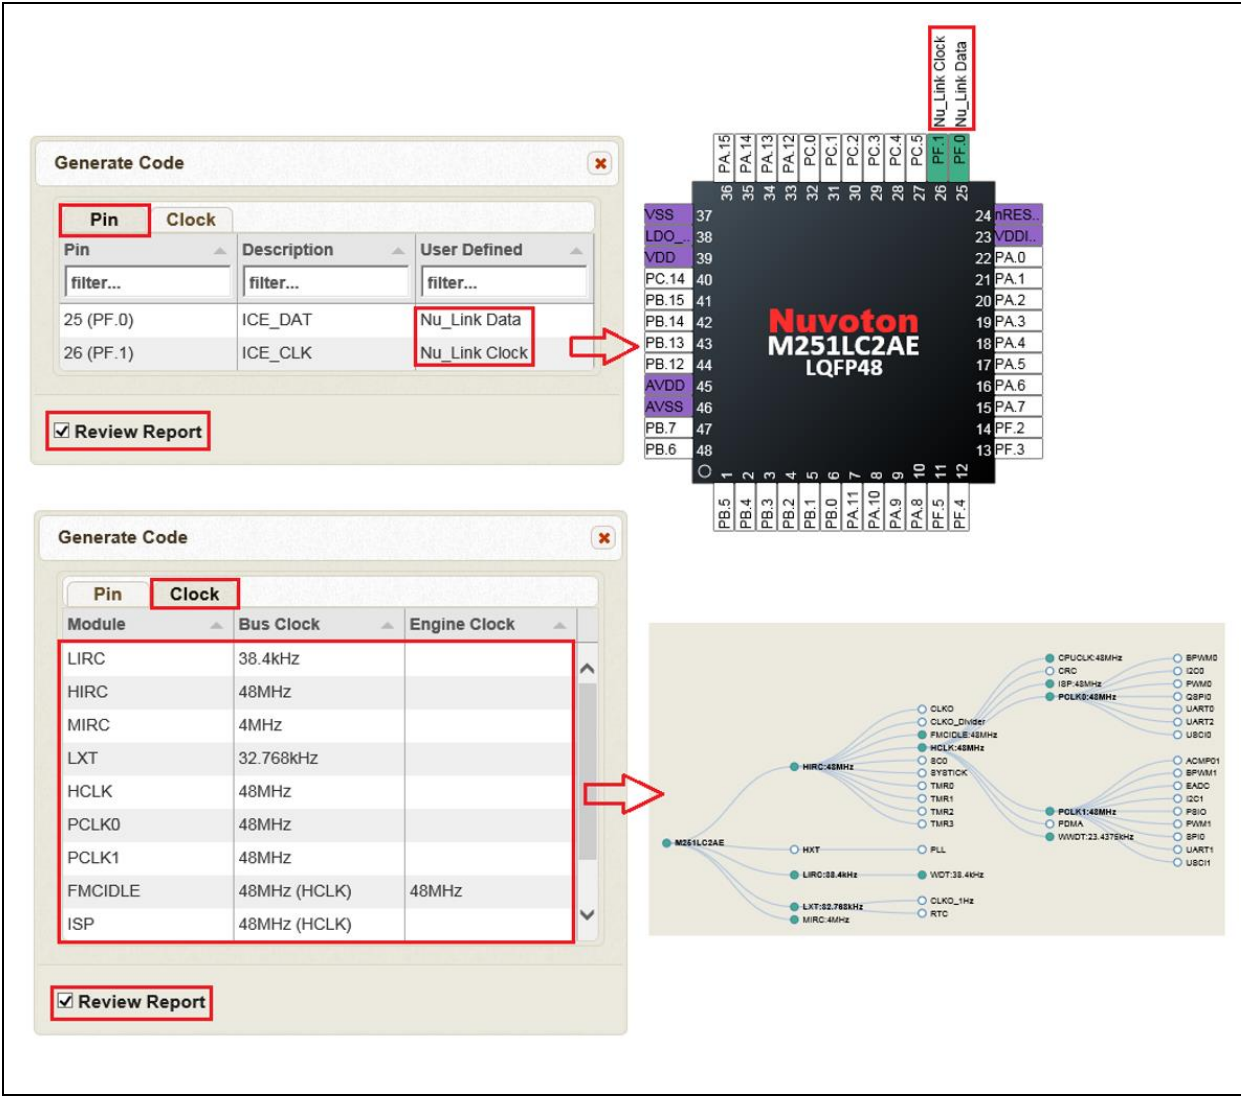 Nu_Link Clock
Nu_Link Data
PA.15
PA.14
PA.13
PA.12
PC.0
PC.1
PC.2
PC.3
PC.4
PC.5
PF.1
PF.0
36 35 34 33 32 31 30 29 28 27 26 25
Generate Code
Pin Clock
Pin Description User Defined
filter... filter... filter...
25 (PF.0) ICE_DAT Nu_Link Data
26 (PF.1) ICE_CLK Nu_Link Clock
Review Report
VSS 37
LDO_.. 38
VDD 39
PC.14 40
PB.15 41
PB.14 42
PB.13 43
PB.12 44
AVDD 45
AVSS 46
PB.7 47
PB.6 48
Nuvoton
M251LC2AE
LQFP48
24 nRES..
23 VDDI..
22 PA.0
21 PA.1
20 PA.2
19 PA.3
18 PA.4
17 PA.5
16 PA.6
15 PA.7
14 PF.2
13 PF.3
1 2 3 4 5 6 7 8 9 10 11 12
PB.5
PB.4
PB.3
PB.2
PB.1
PB.0
PA.11
PA.10
PA.9
PA.8
PF.5
PF.4
Generate Code
Pin Clock
Module Bus Clock Engine Clock
LIRC 38.4kHz
HIRC 48MHz
MIRC 4MHz
LXT 32.768kHz
HCLK 48MHz
PCLK0 48MHz
PCLK1 48MHz
FMCIDLE 48MHz (HCLK) 48MHz
ISP 48MHz (HCLK)
Review Report
M251LC2AE
HIRC:48MHz
HXT
LIRC:38.4kHz
LXT:32.768kHz
MIRC:4MHz
CLKO
CLKO_Divider
FMCIDLE:48MHz
HCLK:48MHz
SC0
SYSTICK
TMR0
TMR1
TMR2
TMR3
PLL
WDT:38.4kHz
CLKO_1Hz
RTC
CPUCLK:48MHz
CRC
ISP:48MHz
PCLK0:48MHz
PCLK1:48MHz
PDMA
WWDT:23.4375kHz
BPWM0
I2C0
PWM0
QSPI0
UART0
UART2
USCI0
ACMP01
BPWM1
EADC
I2C1
PSIO
PWM1
SPI0
UART1
USCI1